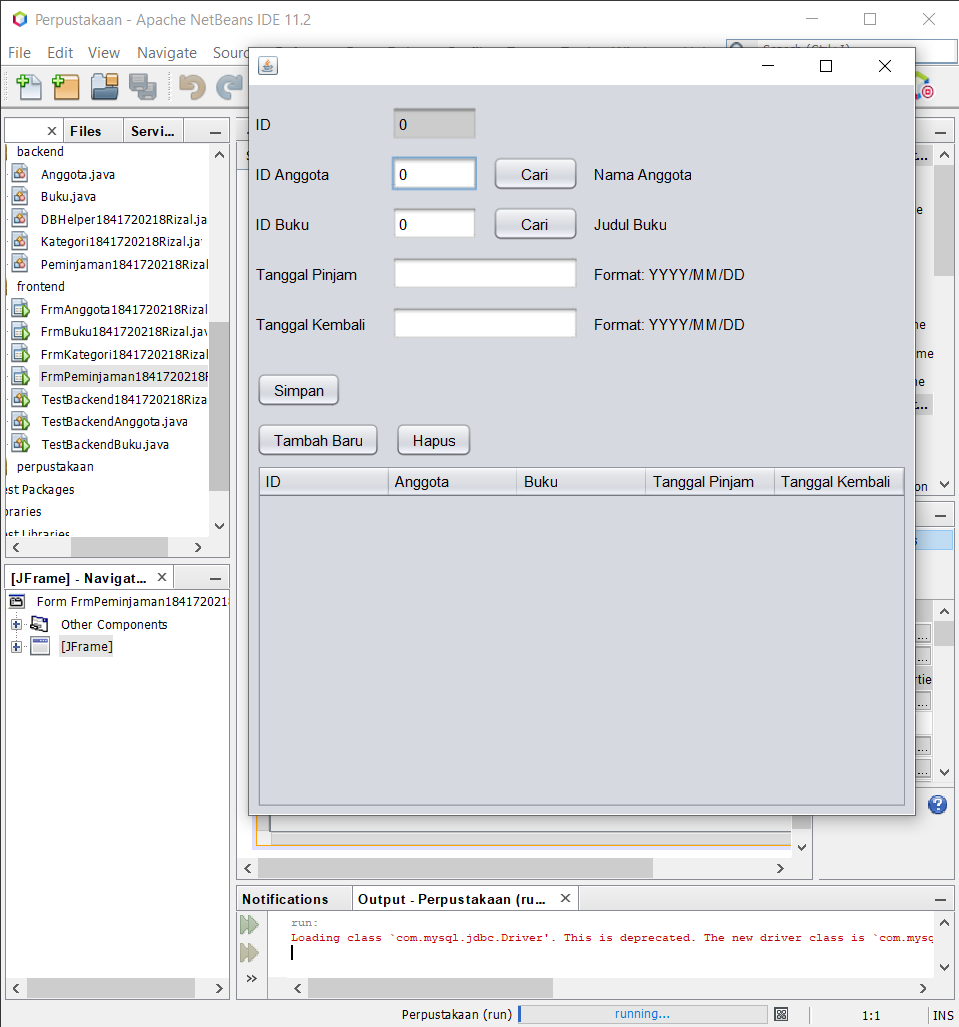 Perpustakaan - Apache NetBeans IDE 11.2
File Edit View Navigate
Files Servi...
backend
Anganggota.java
Buku.java
DBHelper1841720218Rizal.ja
Kategori1841720218Rizal.ja
Peminjaman1841720218Rizal
frontend
FrmAnggota1841720218Rizal
FrmBuku1841720218Rizal.jav
FrmKategori1841720218Rizal
FrmPeminjaman1841720218R
TestBackend1841720218Riza
TestBackendAnggota.java
TestBackendBuku.java
perpustakaan
est Packages
braries
est Libraries
[JFrame] - Navigat...
Form FrmPeminjaman184172021
Other Components
[JFrame]
ID 0
ID Anggota 0 Cari Nama Anggota
ID Buku 0 Cari Judul Buku
Tanggal Pinjam Format: YYYY/MM/DD
Tanggal Kembali Format: YYYY/MM/DD
Simpan
Tambah Baru Hapus
ID Anggota Buku Tanggal Pinjam Tanggal Kembali
Notifications Output - Perpustakaan (ru...
run:
Loading class `com.mysql.jdbc.Driver'. This is deprecated. The new driver class is `com.mysq
Perpustakaan (run) running... 1:1 INS